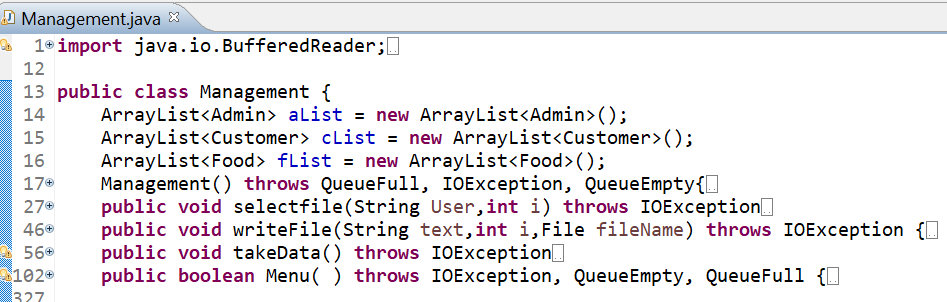 Management.java
1 import java.io.BufferedReader;
12
13 public class Management {
14 ArrayList<Admin> aList = new ArrayList<Admin>();
15 ArrayList<Customer> cList = new ArrayList<Customer>();
16 ArrayList<Food> fList = new ArrayList<Food>();
17 Management() throws QueueFull, IOException, QueueEmpty{
27 public void selectfile(String User,int i) throws IOException
46 public void writeFile(String text,int i,File fileName) throws IOException {
56 public void takeData() throws IOException
102 public boolean Menu( ) throws IOException, QueueEmpty, QueueFull {
327